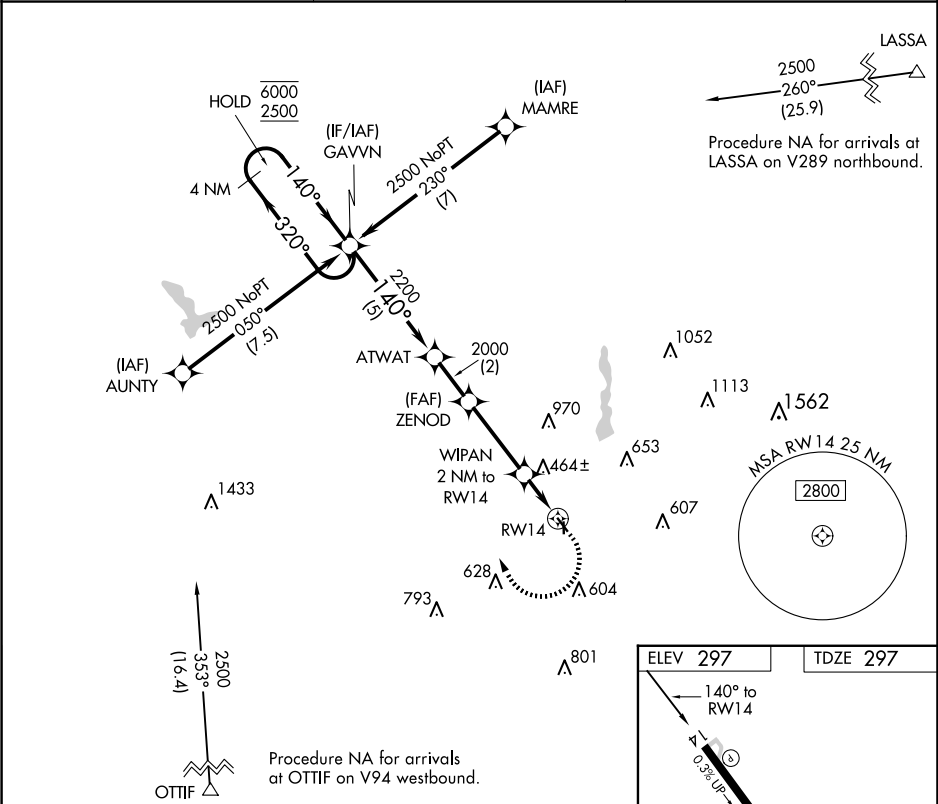 LASSA
2500
260°
(25.9)
Procedure NA for arrivals at
LASSA on V289 northbound.
HOLD
6000
2500
(IAF)
MAMRE
(IF/IAF)
GAVVN
4 NM
140°
320°
2500 NoPT
230°
(7)
2500 NoPT
050°
(7.5)
(IAF)
AUNTY
2200
140°
(5)
ATWAT
2000
(2)
(FAF)
ZENOD
1052
1113
1562
970
WIPAN
2 NM to
RW14
464±
653
MSA RW14 25 NM
2800
1433
607
RW14
628
604
793
801
2500
353°
(16.4)
OTTIF
Procedure NA for arrivals
at OTTIF on V94 westbound.
ELEV 297
TDZE 297
140° to
RW14
14
P
0.3% UP